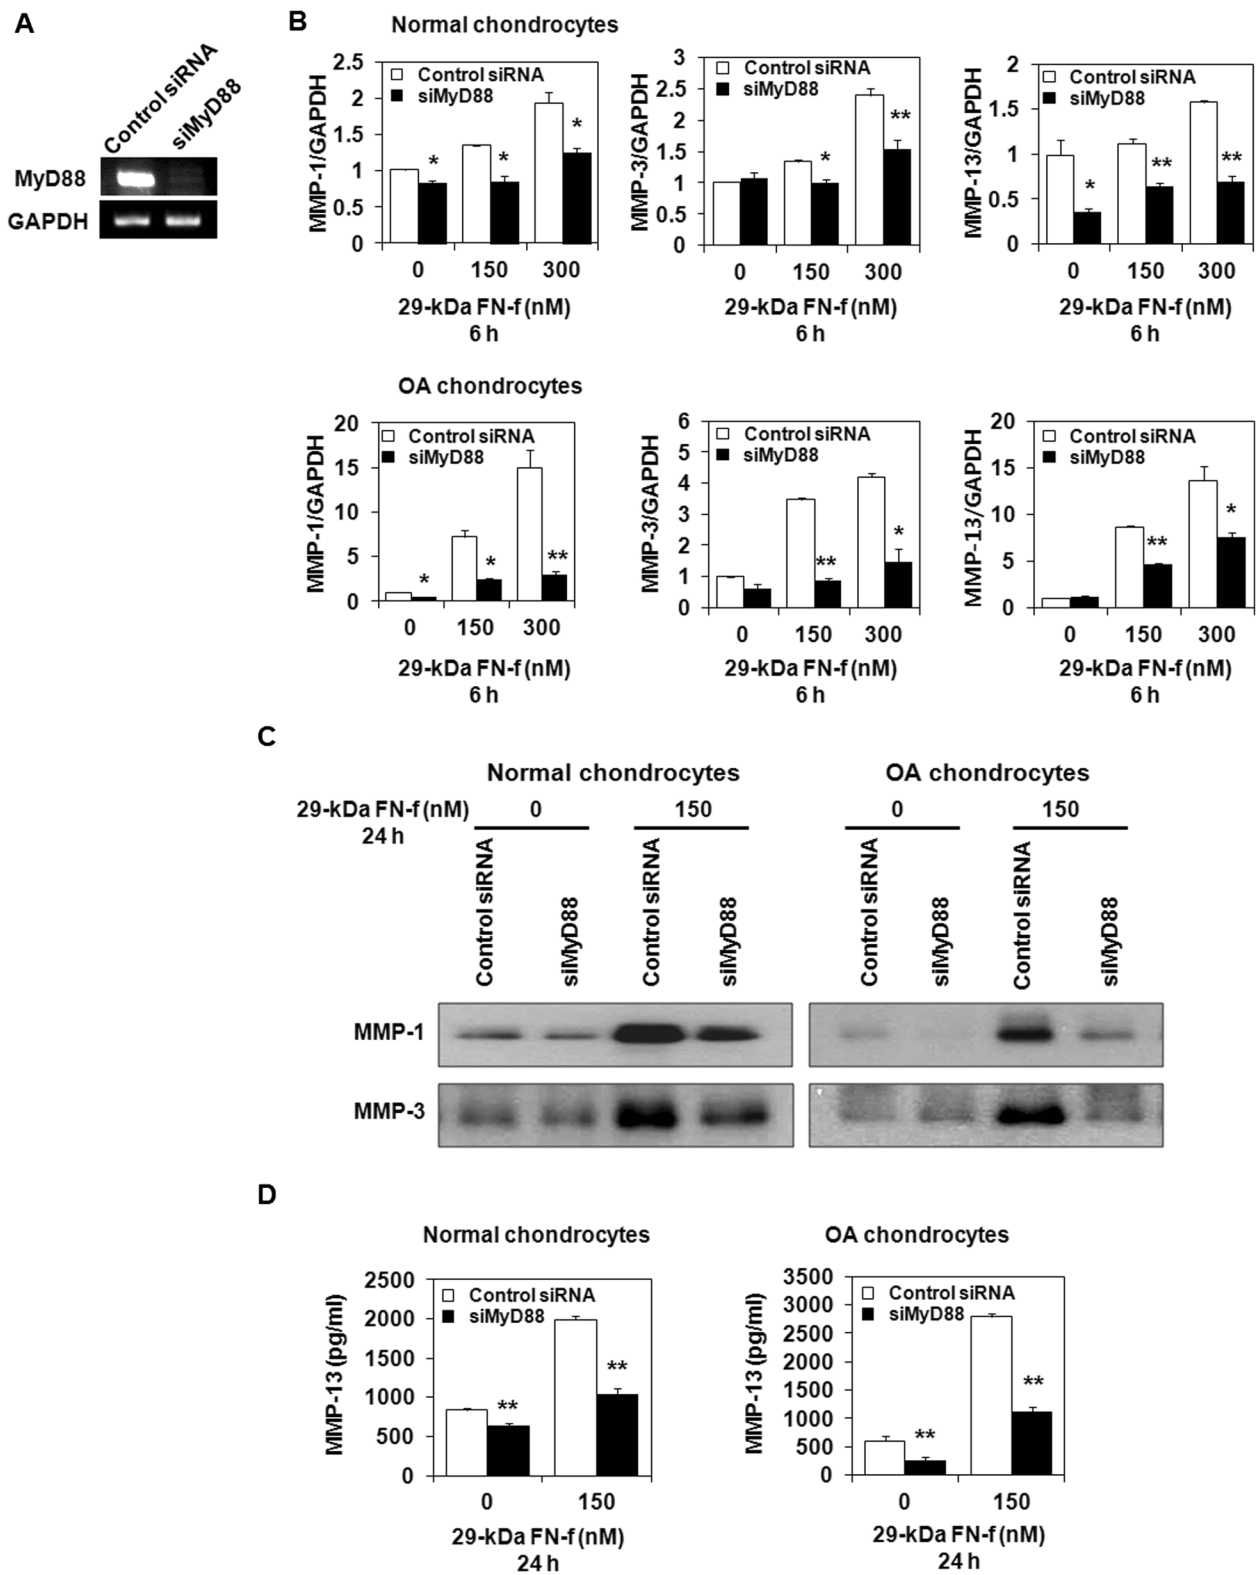 A
Control siRNA
siMyD88
MyD88
GAPDH
B
Normal chondrocytes
MMP-1/GAPDH
2.5
2
1.5
1
0.5
0
Control siRNA
siMyD88
*
*
*
0 150 300
29-kDa FN-f (nM)
6 h
MMP-3/GAPDH
3
2.5
2
1.5
1
0.5
0
Control siRNA
siMyD88
*
**
0 150 300
29-kDa FN-f (nM)
6 h
MMP-13/GAPDH
2
1.5
1
0.5
0
Control siRNA
siMyD88
*
**
**
0 150 300
29-kDa FN-f (nM)
6 h
OA chondrocytes
MMP-1/GAPDH
20
15
10
5
0
Control siRNA
siMyD88
*
*
**
0 150 300
29-kDa FN-f (nM)
6 h
MMP-3/GAPDH
6
5
4
3
2
1
0
Control siRNA
siMyD88
**
*
0 150 300
29-kDa FN-f (nM)
6 h
MMP-13/GAPDH
20
15
10
5
0
Control siRNA
siMyD88
**
*
0 150 300
29-kDa FN-f (nM)
6 h
C
Normal chondrocytes
OA chondrocytes
29-kDa FN-f (nM) 0 150 0 150
24 h
Control siRNA
siMyD88
Control siRNA
siMyD88
Control siRNA
siMyD88
Control siRNA
siMyD88
MMP-1
MMP-3
D
Normal chondrocytes
MMP-13 (pg/ml)
2500
2000
1500
1000
500
0
Control siRNA
siMyD88
**
**
0 150
29-kDa FN-f (nM)
24 h
OA chondrocytes
MMP-13 (pg/ml)
3500
3000
2500
2000
1500
1000
500
0
Control siRNA
siMyD88
**
**
0 150
29-kDa FN-f (nM)
24 h